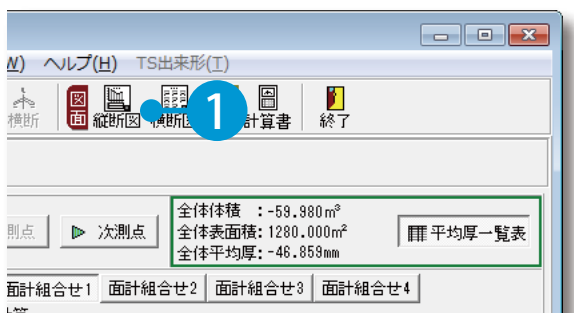 W) ヘルプ(H) TS出来形(T)
横断 図面 縦断図 横断図 計算書 終了
1
測点 次測点
全体体積 :-59.980m³
全体表面積:1280.000m²
全体平均厚:-46.859mm
平均厚一覧表
面計組合せ1 面計組合せ2 面計組合せ3 面計組合せ4